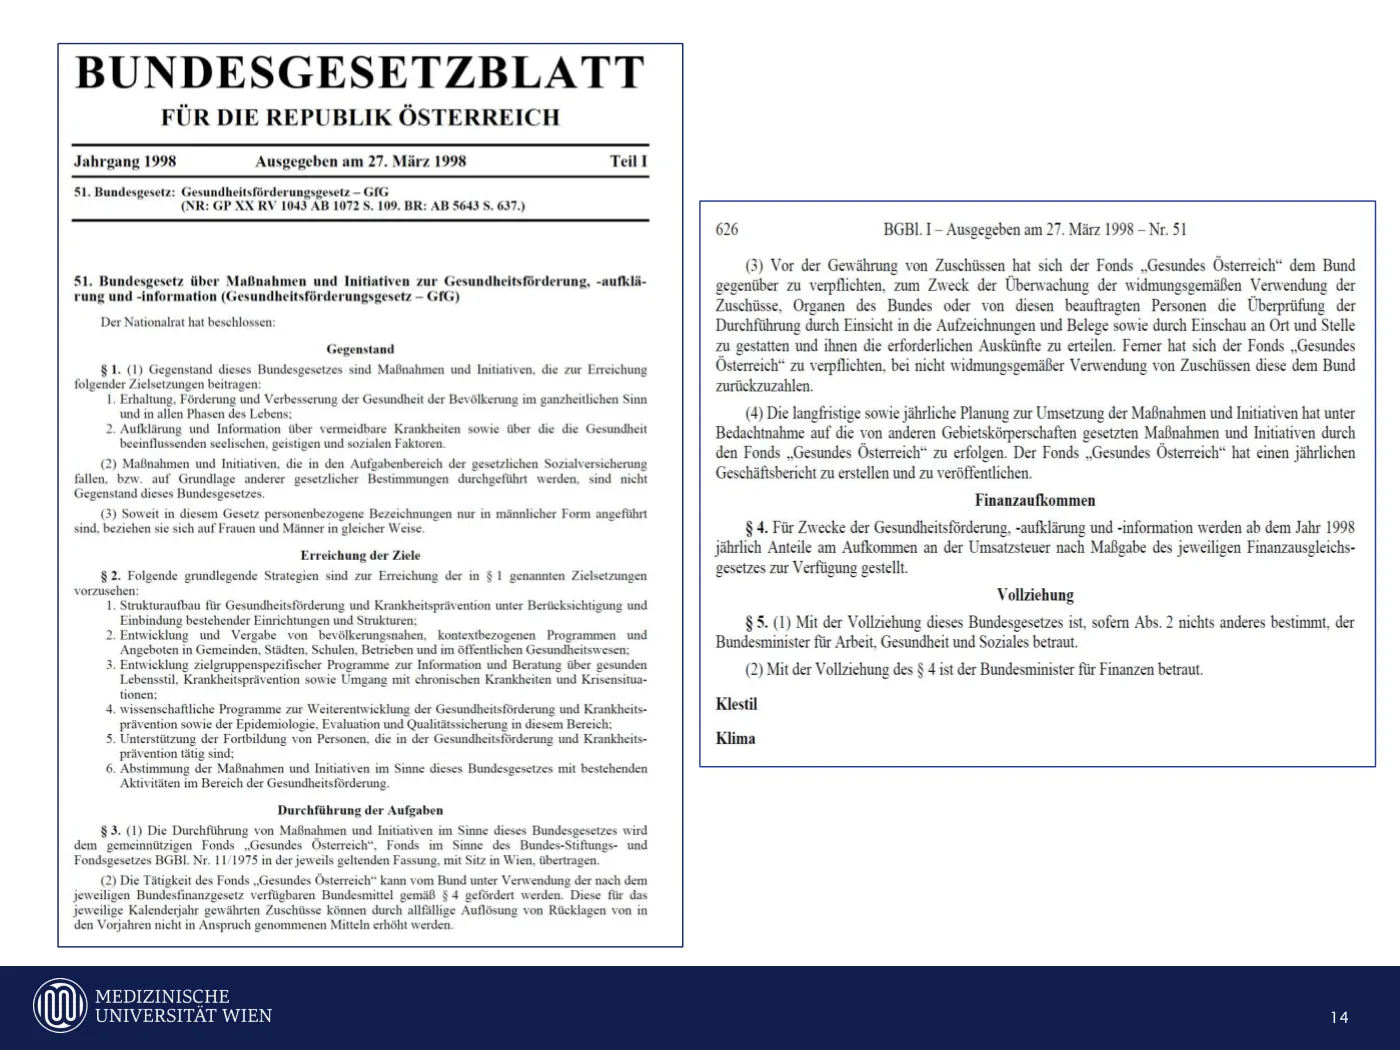 BUNDESGESETZBLATT
FÜR DIE REPUBLIK ÖSTERREICH
Jahrgang 1998 Ausgegeben am 27. März 1998 Teil I
51. Bundesgesetz: Gesundheitsförderungsgesetz – GfG
(NR: GP XX RV 1043 AB 1072 S. 109. BR: AB 5643 S. 637.)
51. Bundesgesetz über Maßnahmen und Initiativen zur Gesundheitsförderung, -aufklä-
rung und -information (Gesundheitsförderungsgesetz – GfG)
Der Nationalrat hat beschlossen:
Gegenstand
§ 1. (1) Gegenstand dieses Bundesgesetzes sind Maßnahmen und Initiativen, die zur Erreichung
folgender Zielsetzungen beitragen:
1. Erhaltung, Förderung und Verbesserung der Gesundheit der Bevölkerung im ganzheitlichen Sinn
und in allen Phasen des Lebens;
2. Aufklärung und Information über vermeidbare Krankheiten sowie über die die Gesundheit
beeinflussenden seelischen, geistigen und sozialen Faktoren.
(2) Maßnahmen und Initiativen, die in den Aufgabenbereich der gesetzlichen Sozialversicherung
fallen, bzw. auf Grundlage anderer gesetzlicher Bestimmungen durchgeführt werden, sind nicht
Gegenstand dieses Bundesgesetzes.
(3) Soweit in diesem Gesetz personenbezogene Bezeichnungen nur in männlicher Form angeführt
sind, beziehen sie sich auf Frauen und Männer in gleicher Weise.
Erreichung der Ziele
§ 2. Folgende grundlegende Strategien sind zur Erreichung der in § 1 genannten Zielsetzungen
vorzusehen:
1. Strukturaufbau für Gesundheitsförderung und Krankheitsprävention unter Berücksichtigung und
Einbindung bestehender Einrichtungen und Strukturen;
2. Entwicklung und Vergabe von bevölkerungsnahen, kontextbezogenen Programmen und
Angeboten in Gemeinden, Städten, Schulen, Betrieben und im öffentlichen Gesundheitswesen;
3. Entwicklung zielgruppenspezifischer Programme zur Information und Beratung über gesunden
Lebensstil, Krankheitsprävention sowie Umgang mit chronischen Krankheiten und Krisensitua-
tionen;
4. wissenschaftliche Programme zur Weiterentwicklung der Gesundheitsförderung und Krankheits-
prävention sowie der Epidemiologie, Evaluation und Qualitätssicherung in diesem Bereich;
5. Unterstützung der Fortbildung von Personen, die in der Gesundheitsförderung und Krankheits-
prävention tätig sind;
6. Abstimmung der Maßnahmen und Initiativen im Sinne dieses Bundesgesetzes mit bestehenden
Aktivitäten im Bereich der Gesundheitsförderung.
Durchführung der Aufgaben
§ 3. (1) Die Durchführung von Maßnahmen und Initiativen im Sinne dieses Bundesgesetzes wird
dem gemeinnützigen Fonds „Gesundes Österreich“, Fonds im Sinne des Bundes-Stiftungs- und
Fondsgesetzes BGBl. Nr. 11/1975 in der jeweils geltenden Fassung, mit Sitz in Wien, übertragen.
(2) Die Tätigkeit des Fonds „Gesundes Österreich“ kann vom Bund unter Verwendung der nach dem
jeweiligen Bundesfinanzgesetz verfügbaren Bundesmittel gemäß § 4 gefördert werden. Diese für das
jeweilige Kalenderjahr gewährten Zuschüsse können durch allfällige Auflösung von Rücklagen von in
den Vorjahren nicht in Anspruch genommenen Mitteln erhöht werden.
626 BGBl. I – Ausgegeben am 27. März 1998 – Nr. 51
(3) Vor der Gewährung von Zuschüssen hat sich der Fonds „Gesundes Österreich“ dem Bund
gegenüber zu verpflichten, zum Zweck der Überwachung der widmungsgemäßen Verwendung der
Zuschüsse, Organen des Bundes oder von diesen beauftragten Personen die Überprüfung der
Durchführung durch Einsicht in die Aufzeichnungen und Belege sowie durch Einschau an Ort und Stelle
zu gestatten und ihnen die erforderlichen Auskünfte zu erteilen. Ferner hat sich der Fonds „Gesundes
Österreich“ zu verpflichten, bei nicht widmungsgemäßer Verwendung von Zuschüssen diese dem Bund
zurückzuzahlen.
(4) Die langfristige sowie jährliche Planung zur Umsetzung der Maßnahmen und Initiativen hat unter
Bedachtnahme auf die von anderen Gebietskörperschaften gesetzten Maßnahmen und Initiativen durch
den Fonds „Gesundes Österreich“ zu erfolgen. Der Fonds „Gesundes Österreich“ hat einen jährlichen
Geschäftsbericht zu erstellen und zu veröffentlichen.
Finanzaufkommen
§ 4. Für Zwecke der Gesundheitsförderung, -aufklärung und -information werden ab dem Jahr 1998
jährlich Anteile am Aufkommen an der Umsatzsteuer nach Maßgabe des jeweiligen Finanzausgleichs-
gesetzes zur Verfügung gestellt.
Vollziehung
§ 5. (1) Mit der Vollziehung dieses Bundesgesetzes ist, sofern Abs. 2 nichts anderes bestimmt, der
Bundesminister für Arbeit, Gesundheit und Soziales betraut.
(2) Mit der Vollziehung des § 4 ist der Bundesminister für Finanzen betraut.
Klestil
Klima
MEDIZINISCHE
UNIVERSITÄT WIEN
14